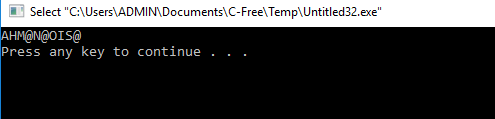 Select "C:\Users\ADMIN\Documents\C-Free\Temp\Untitled32.exe"
AHM@N@OIS@
Press any key to continue . . .